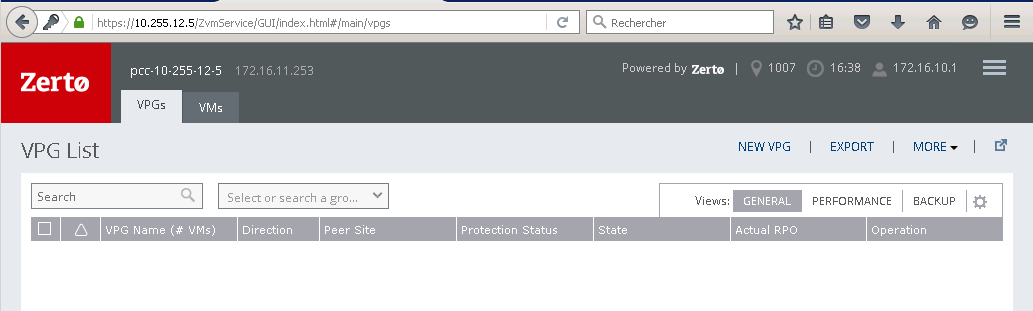 https://10.255.12.5/ZvmService/GUI/index.html#/main/vpgs Rechercher
Zertø pcc-10-255-12-5 172.16.11.253 Powered by Zertø | 1007 16:38 172.16.10.1
VPGs VMs
VPG List NEW VPG | EXPORT | MORE |
Search Select or search a gro... Views: GENERAL PERFORMANCE BACKUP
VPG Name (# VMs) Direction Peer Site Protection Status State Actual RPO Operation